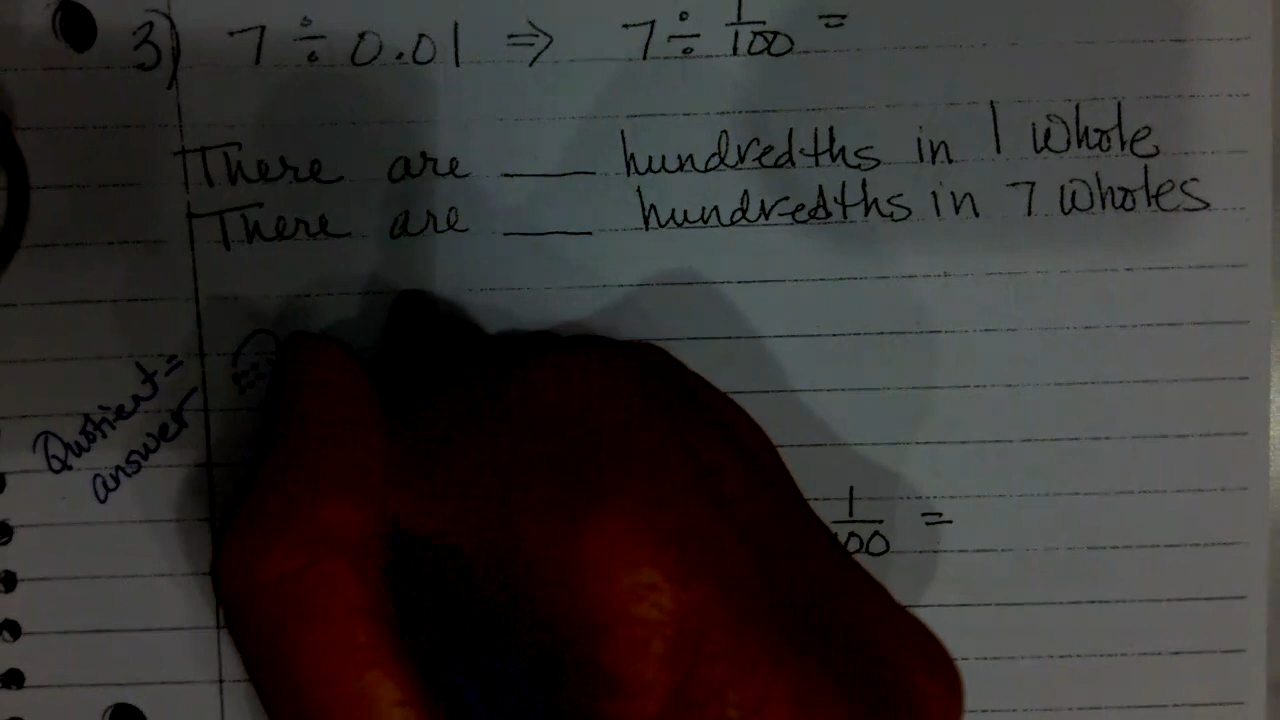 3) 7 ÷ 0.01 ⇒ 7 ÷ 1/100 =
There are ___ hundredths in 1 whole
There are ___ hundredths in 7 wholes
Quotient =
answer
1/100 =